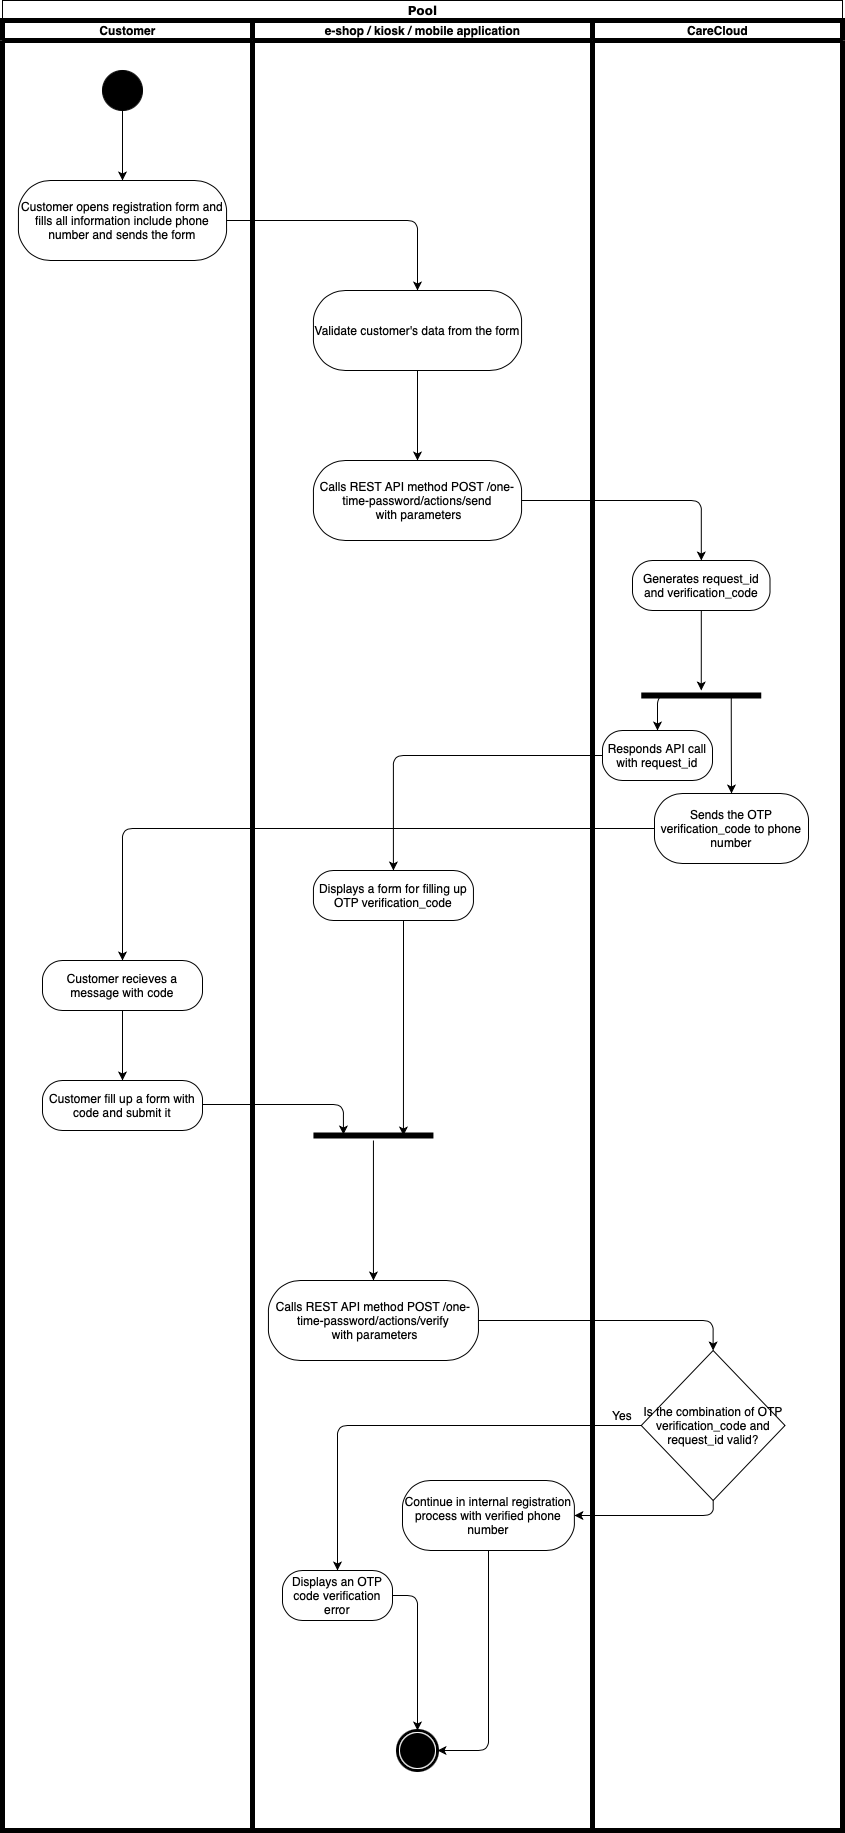 Pool
Customer
e-shop / kiosk / mobile application
CareCloud
Customer opens registration form and
fills all information include phone
number and sends the form
Validate customer's data from the form
Calls REST API method POST /one-
time-password/actions/send
with parameters
Generates request_id
and verification_code
Responds API call
with request_id
Sends the OTP
verification_code to phone
number
Displays a form for filling up
OTP verification_code
Customer recieves a
message with code
Customer fill up a form with
code and submit it
Calls REST API method POST /one-
time-password/actions/verify
with parameters
Is the combination of OTP
verification_code and
request_id valid?
Yes
Continue in internal registration
process with verified phone
number
Displays an OTP
code verification
error